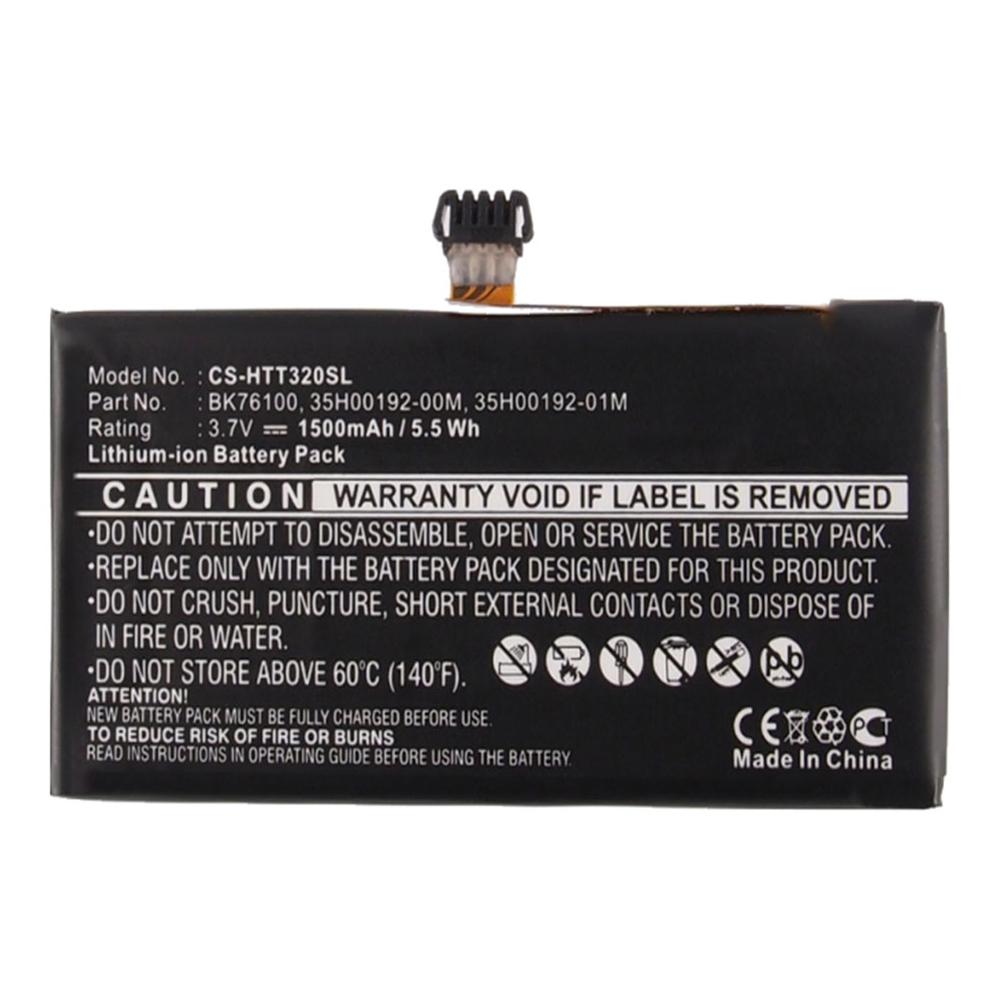 Model No. : CS-HTT320SL
Part No. : BK76100, 35H00192-00M, 35H00192-01M
Rating : 3.7V ⎓ 1500mAh / 5.5 Wh
Lithium-ion Battery Pack
CAUTION WARRANTY VOID IF LABEL IS REMOVED
•DO NOT ATTEMPT TO DISASSEMBLE, OPEN OR SERVICE THE BATTERY PACK.
•REPLACE ONLY WITH THE BATTERY PACK DESIGNATED FOR THIS PRODUCT.
•DO NOT CRUSH, PUNCTURE, SHORT EXTERNAL CONTACTS OR DISPOSE OF
IN FIRE OR WATER.
•DO NOT STORE ABOVE 60°C (140°F).
Pb
ATTENTION!
NEW BATTERY PACK MUST BE FULLY CHARGED BEFORE USE.
TO REDUCE RISK OF FIRE OR BURNS
READ INSTRUCTIONS IN OPERATING GUIDE BEFORE USING THE BATTERY.
CE PCT
Made In China